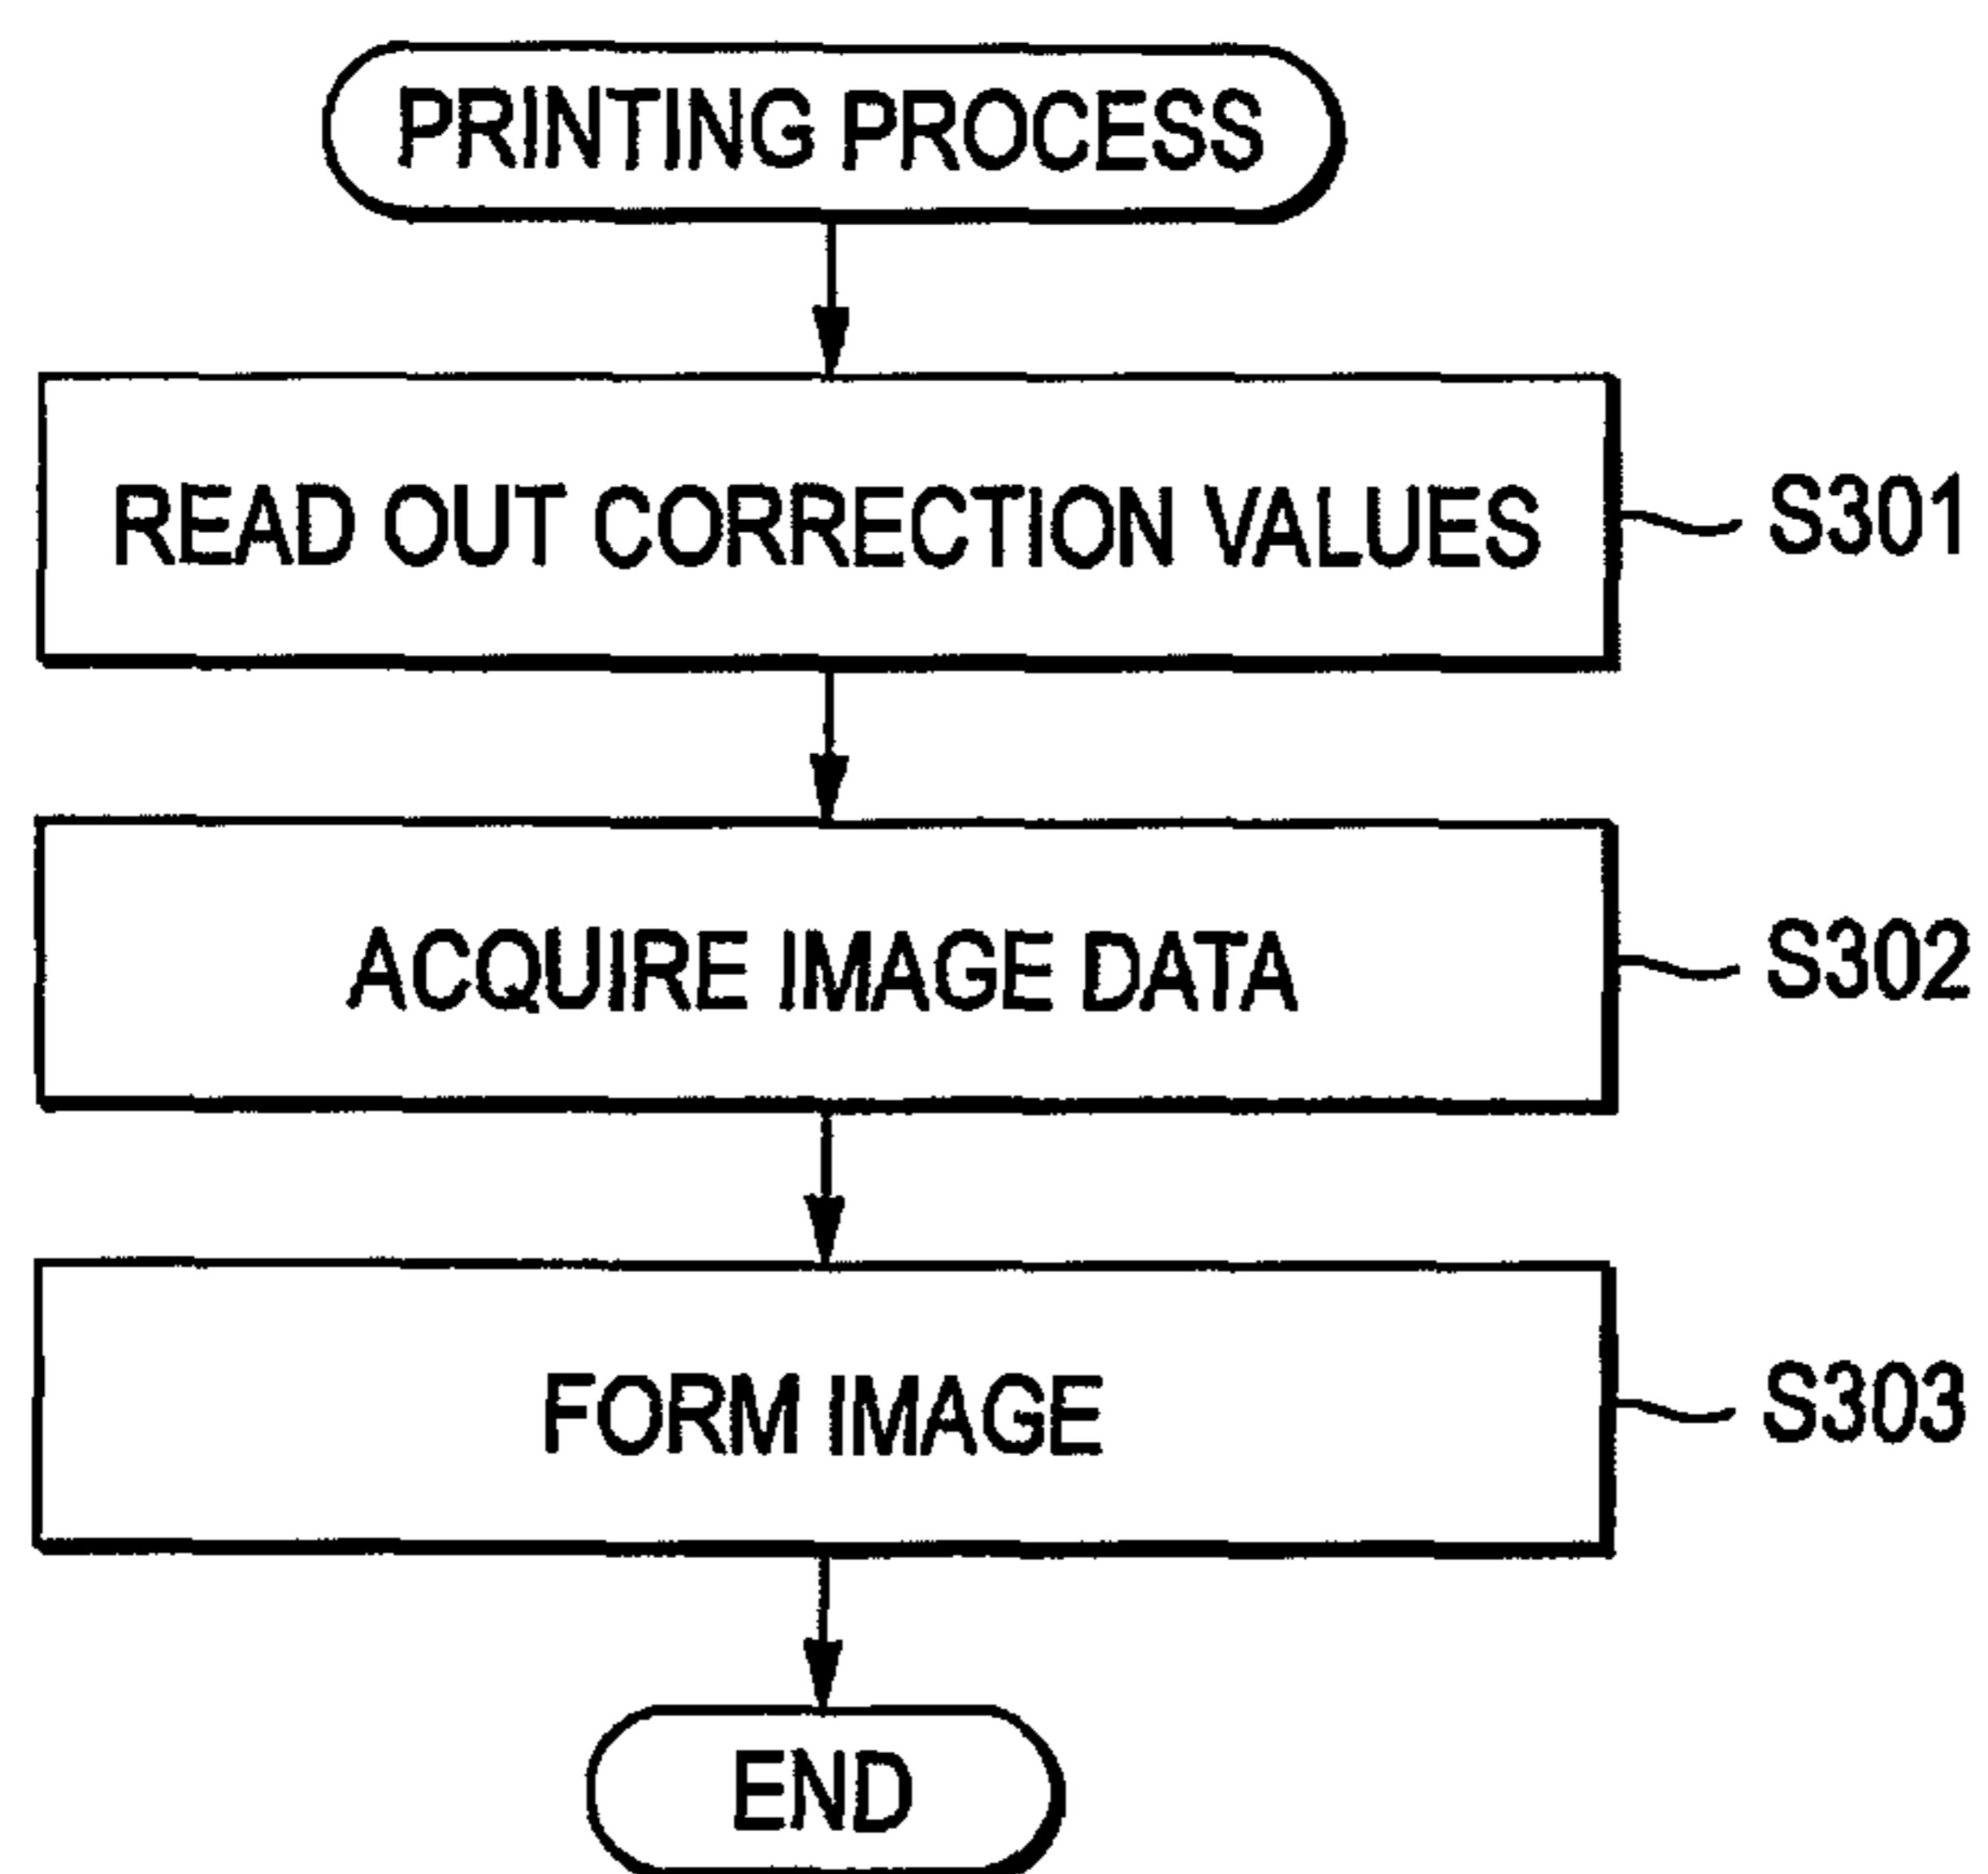 PRINTING PROCESS
READ OUT CORRECTION VALUES
S301
ACQUIRE IMAGE DATA
S302
FORM IMAGE
S303
END